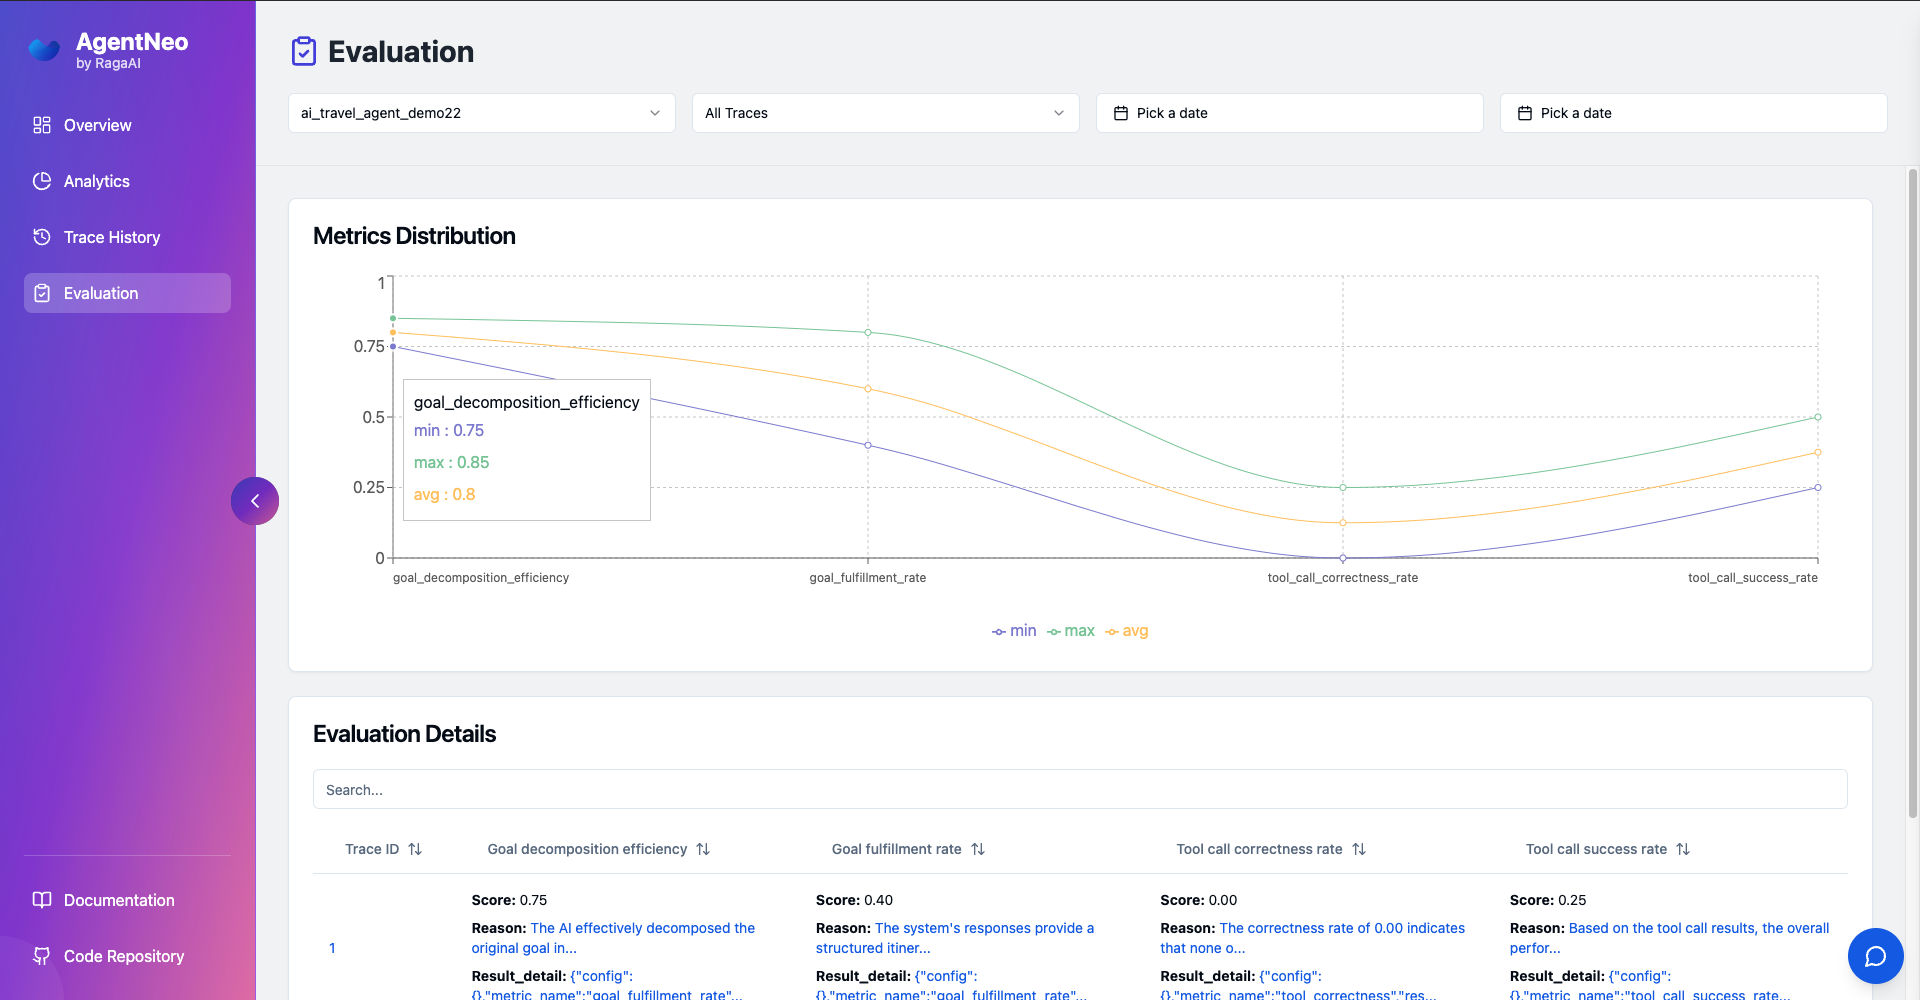 AgentNeo
by RagaAI
Overview
Analytics
Trace History
Evaluation
Documentation
Code Repository
Evaluation
ai_travel_agent_demo22
All Traces
Pick a date
Pick a date
Metrics Distribution
1
0.75
0.5
0.25
0
goal_decomposition_efficiency
min : 0.75
max : 0.85
avg : 0.8
goal_decomposition_efficiency
goal_fulfillment_rate
tool_call_correctness_rate
tool_call_success_rate
min
max
avg
Evaluation Details
Search...
Trace ID
Goal decomposition efficiency
Goal fulfillment rate
Tool call correctness rate
Tool call success rate
1
Score: 0.75
Reason: The AI effectively decomposed the
original goal in...
Result_detail: {"config":
{},"metric_name":"goal_fulfillment_rate"...
Score: 0.40
Reason: The system's responses provide a
structured itiner...
Result_detail: {"config":
{},"metric_name":"goal_fulfillment_rate"...
Score: 0.00
Reason: The correctness rate of 0.00 indicates
that none o...
Result_detail: {"config":
{},"metric_name":"tool_correctness","res...
Score: 0.25
Reason: Based on the tool call results, the overall
perfor...
Result_detail: {"config":
{},"metric_name":"tool_call_success_rate...